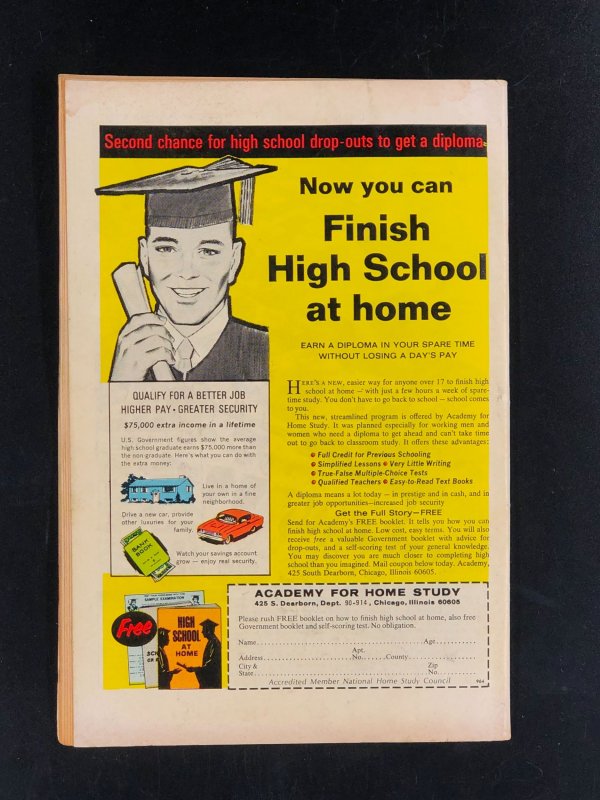 Second chance for high school drop-outs to get a diploma
Now you can
Finish
High School
at home
EARN A DIPLOMA IN YOUR SPARE TIME
WITHOUT LOSING A DAY'S PAY
HERE'S A NEW, easier way for anyone over 17 to finish high
school at home — with just a few hours a week of spare-
time study. You don't have to go back to school — school comes
to you.
This new, streamlined program is offered by Academy for
Home Study. It was planned especially for working men and
women who need a diploma to get ahead and can't take time
out to go back to classroom study. It offers these advantages:
• Full Credit for Previous Schooling
• Simplified Lessons • Very Little Writing
• True-False Multiple-Choice Tests
• Qualified Teachers • Easy-to-Read Text Books
A diploma means a lot today — in prestige and in cash, and in
greater job opportunities—increased job security
Get the Full Story—FREE
Send for Academy's FREE booklet. It tells you how you can
finish high school at home. Low cost, easy terms. You will also
receive free a valuable Government booklet with advice for
drop-outs, and a self-scoring test of your general knowledge.
You may discover you are much closer to completing high
school than you imagined. Mail coupon below today. Academy,
425 South Dearborn, Chicago, Illinois 60605.
QUALIFY FOR A BETTER JOB
HIGHER PAY • GREATER SECURITY
$75,000 extra income in a lifetime
U.S. Government figures show the average
high school graduate earns $75,000 more than
the non-graduate. Here's what you can do with
the extra money:
Live in a home of
your own in a fine
neighborhood.
Drive a new car, provide
other luxuries for your
family.
BANK
BOOK
Watch your savings account
grow — enjoy real security.
SAMPLE EXAMINATION
Free
HIGH
SCHOOL
AT
HOME
ACADEMY FOR HOME STUDY
425 S. Dearborn, Dept. 90-914, Chicago, Illinois 60605
Please rush FREE booklet on how to finish high school at home, also free
Government booklet and self-scoring test. No obligation.
Name Age
Address Apt. No. County
City & State Zip No.
Accredited Member National Home Study Council 964